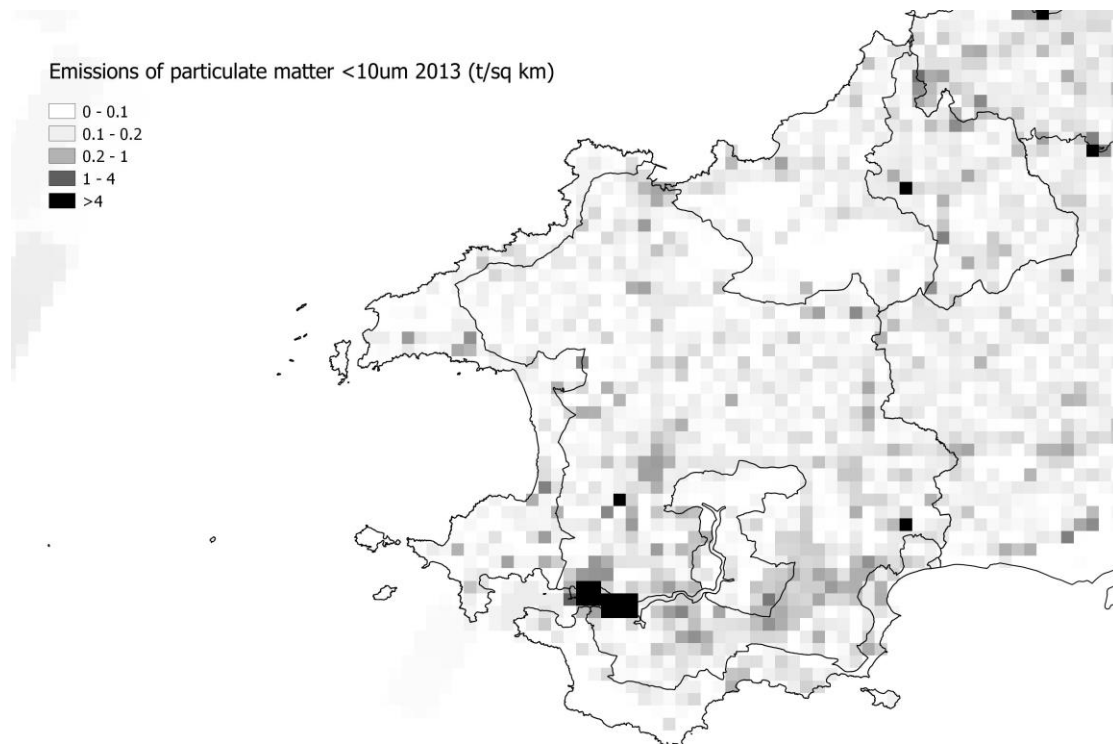 Emissions of particulate matter <10um 2013 (t/sq km)
0 - 0.1
0.1 - 0.2
0.2 - 1
1 - 4
>4